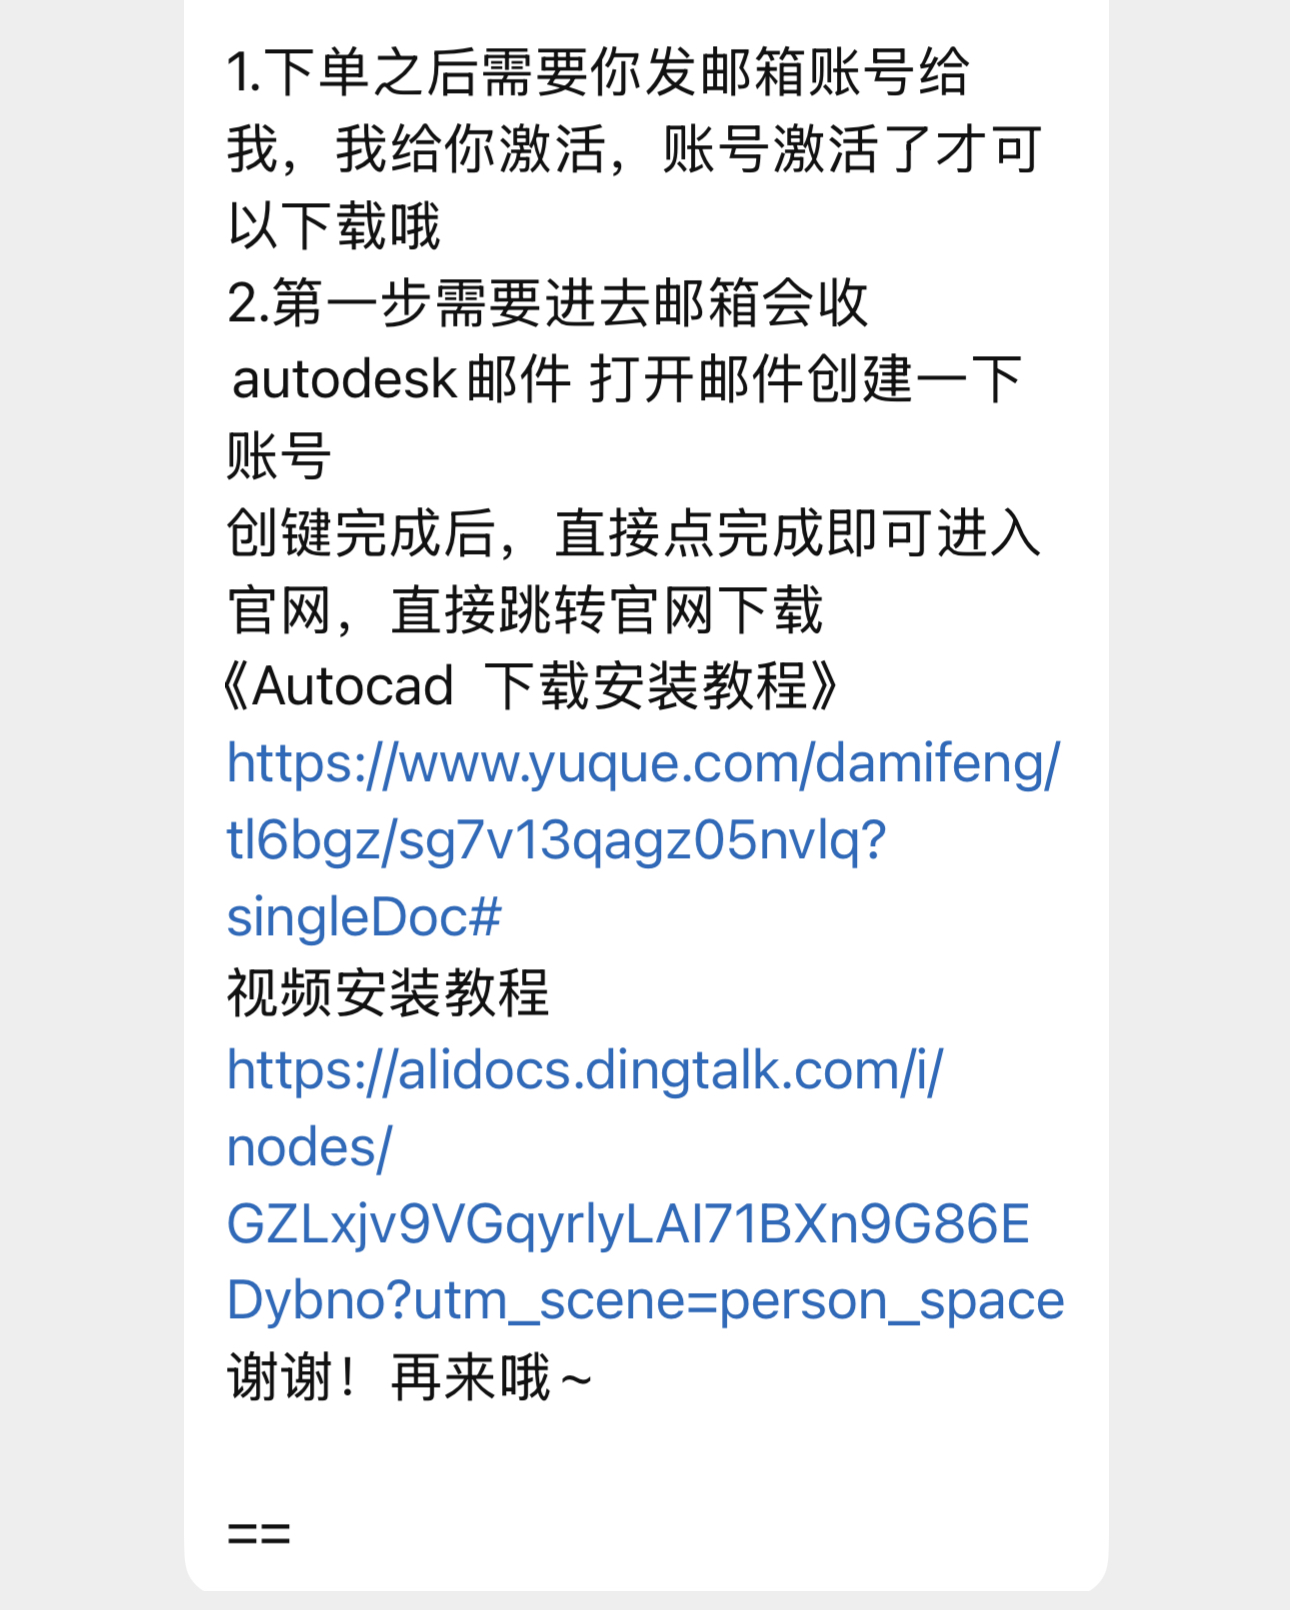 1.下单之后需要你发邮箱账号给
我，我给你激活，账号激活了才可
以下载哦
2.第一步需要进去邮箱会收
autodesk邮件 打开邮件创建一下
账号
创键完成后，直接点完成即可进入
官网，直接跳转官网下载
《Autocad 下载安装教程》
https://www.yuque.com/damifeng/
tl6bgz/sg7v13qagz05nvlq?
singleDoc#
视频安装教程
https://alidocs.dingtalk.com/i/
nodes/
GZLxjv9VGqyrlyLAI71BXn9G86E
Dybno?utm_scene=person_space
谢谢！再来哦~
==